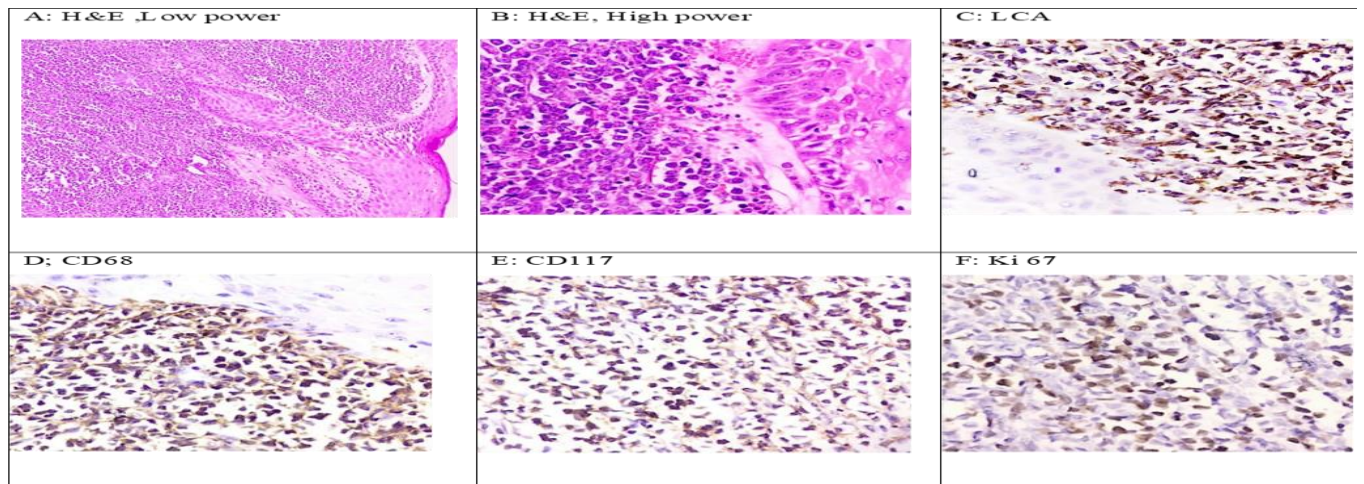 A: H&E ,Low power
B: H&E, High power
C: LCA
D; CD68
E: CD117
F: Ki 67